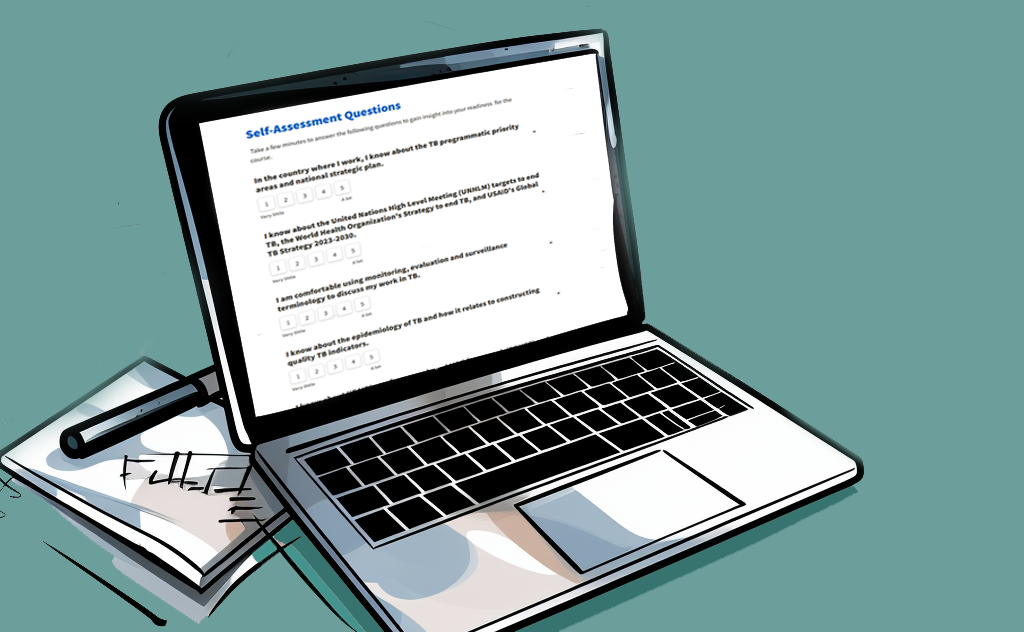 Self-Assessment Questions
Take a few minutes to answer the following questions to gain insight into your readiness for the
course.
In the country where I work, I know about the TB programmatic priority
areas and national strategic plan.
1 2 3 4 5
Very little A lot
I know about the United Nations High Level Meeting (UNHLM) targets to end
TB, the World Health Organization's Strategy to end TB, and USAID's Global
TB Strategy 2023-2030.
1 2 3 4 5
Very little A lot
I am comfortable using monitoring, evaluation and surveillance
terminology to discuss my work in TB.
1 2 3 4 5
Very little A lot
I know about the epidemiology of TB and how it relates to constructing
quality TB indicators.
1 2 3 4 5
Very little A lot